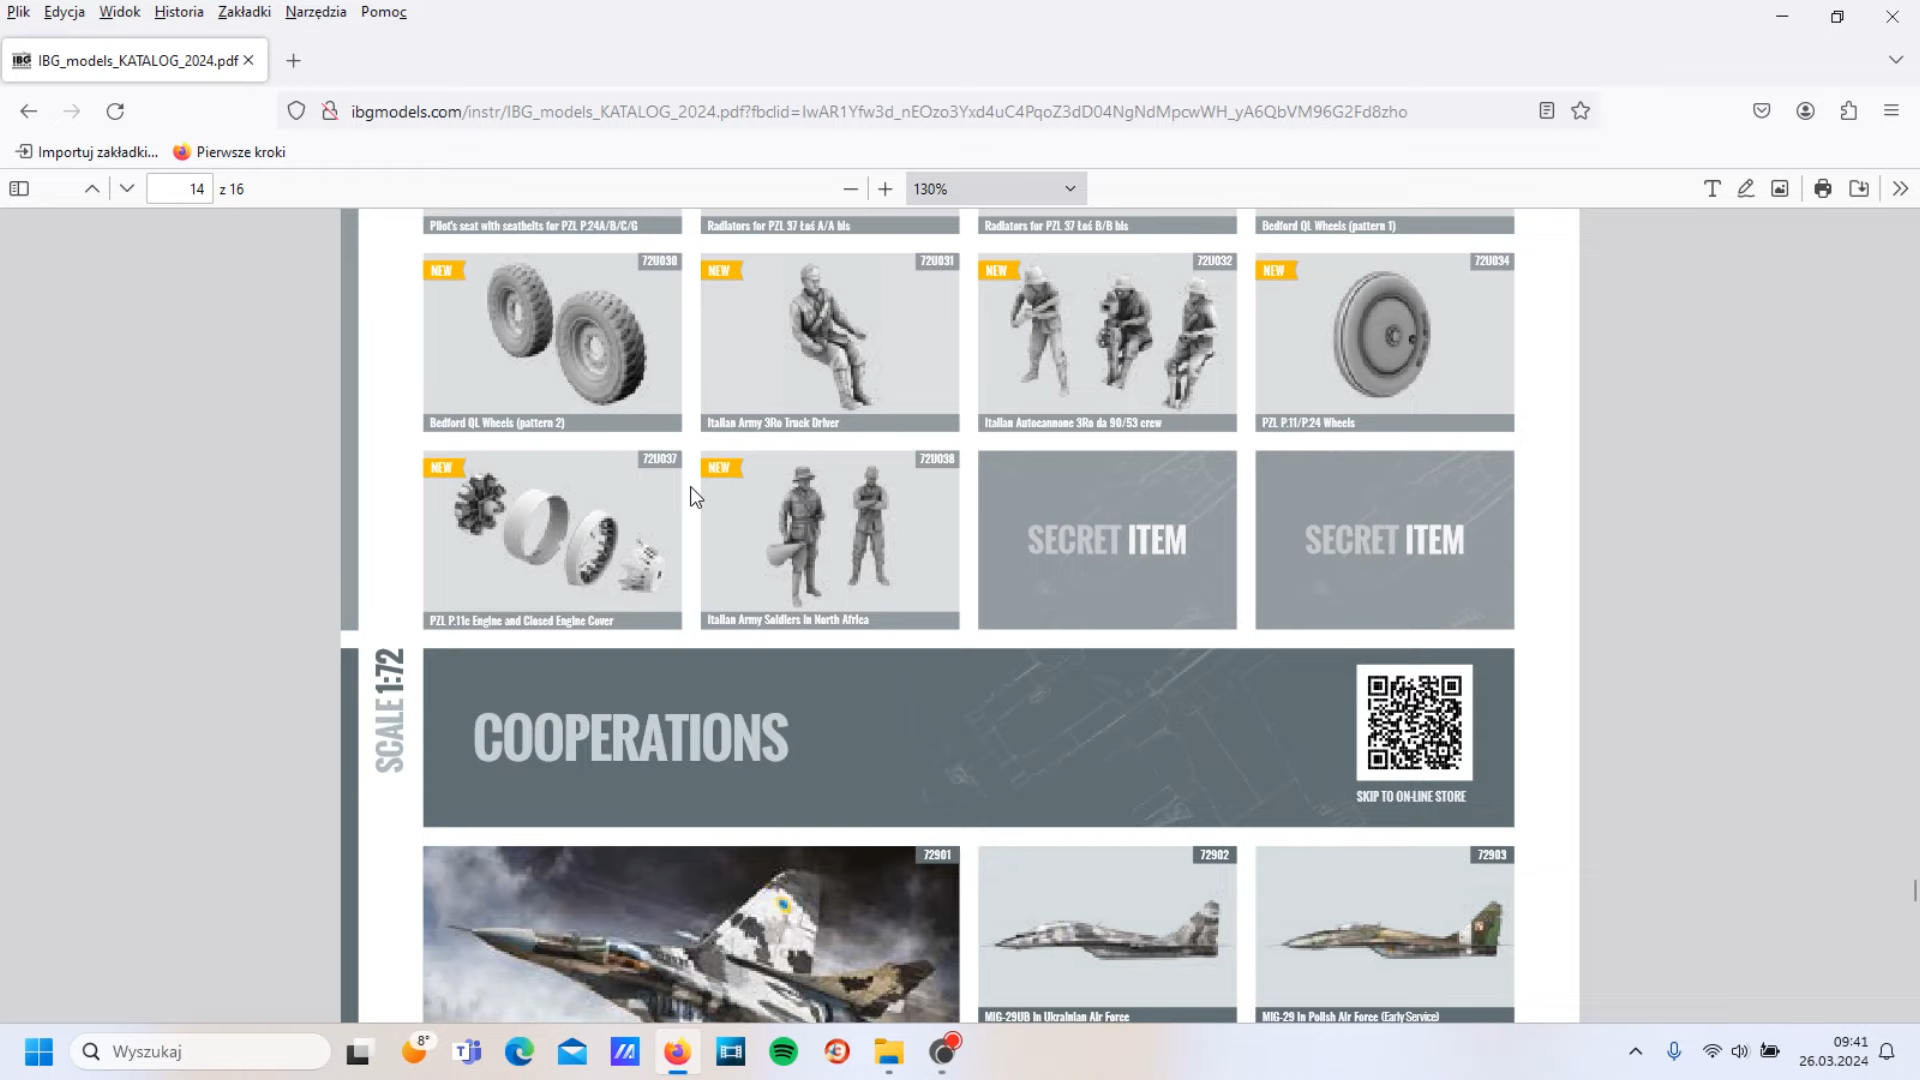 Plik Edycja Widok Historia Zakładki Narzędzia Pomoc
IBG_models_KATALOG_2024.pdf
ibgmodels.com/instr/IBG_models_KATALOG_2024.pdf?fbclid=IwAR1Yfw3d_nEOzo3Yxd4uC4PqoZ3dD04NgNdMpcwWH_yA6QbVM96G2Fd8zho
Importuj zakładki... Pierwsze kroki
14 z 16 130%
Pilot's seat with seatbelts for PZL P.24A/B/C/G
Radiators for PZL 37 Łoś A/A bis
Radiators for PZL 37 Łoś B/B bis
Bedford QL Wheels (pattern 1)
NEW 72U030
NEW 72U031
NEW 72U032
NEW 72U034
Bedford QL Wheels (pattern 2)
Italian Army 3Ro Truck Driver
Italian Autocannone 3Ro da 90/53 crew
PZL P.11/P.24 Wheels
NEW 72U037
NEW 72U038
SECRET ITEM
SECRET ITEM
PZL P.11c Engine and Closed Engine Cover
Italian Army Soldiers in North Africa
SCALE 1:72
COOPERATIONS
SKIP TO ON-LINE STORE
72901
72902
72903
MIG-29UB in Ukrainian Air Force
MIG-29 in Polish Air Force (Early Service)
Wyszukaj
8°
09:41
26.03.2024